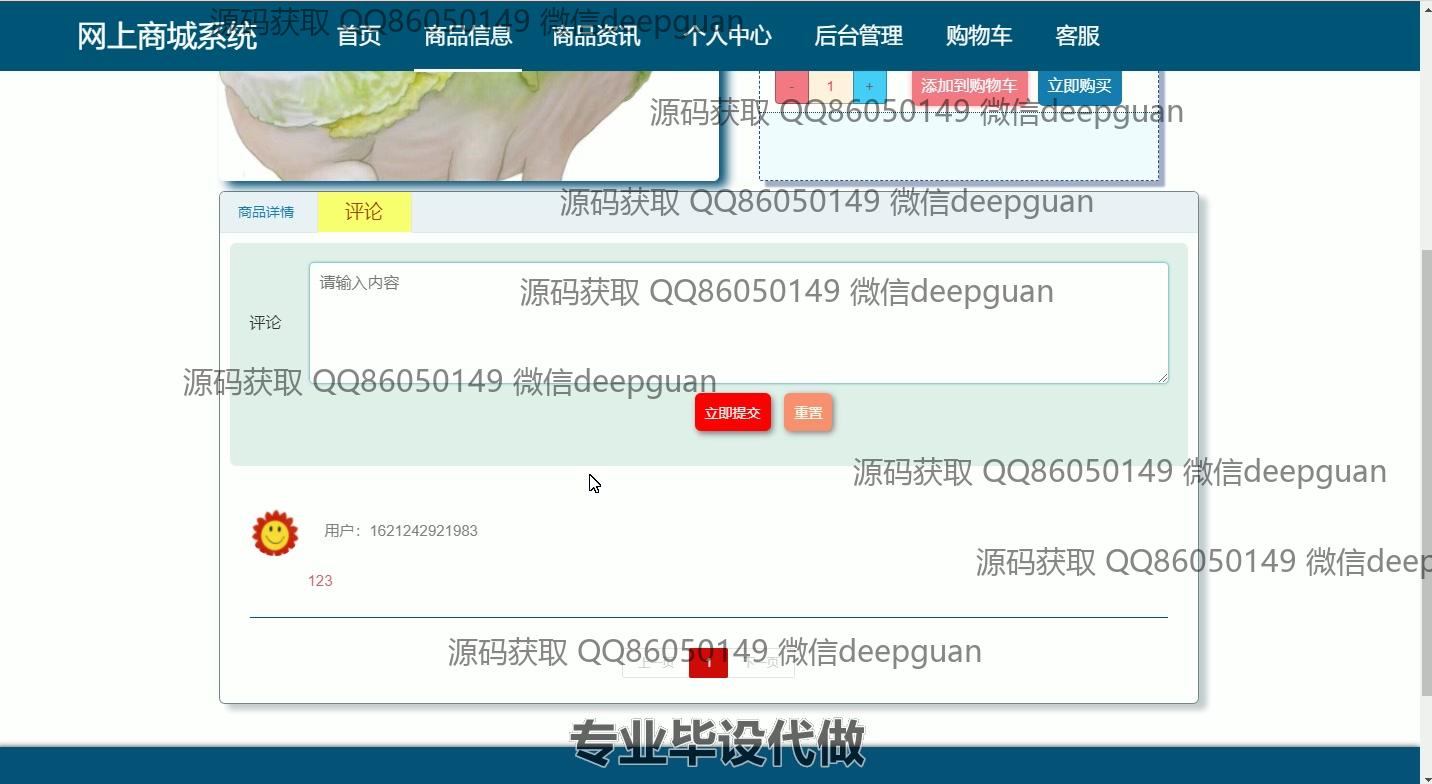 网上商城系统 首页 商品信息 商品资讯 个人中心 后台管理 购物车 客服
源码获取 QQ86050149 微信deepguan
- 1 + 添加到购物车 立即购买
源码获取 QQ86050149 微信deepguan
商品详情 评论
源码获取 QQ86050149 微信deepguan
请输入内容
源码获取 QQ86050149 微信deepguan
评论
源码获取 QQ86050149 微信deepguan
立即提交 重置
源码获取 QQ86050149 微信deepguan
用户：1621242921983
源码获取 QQ86050149 微信deep
123
源码获取 QQ86050149 微信deepguan
上一页 1 下一页
专业毕设代做